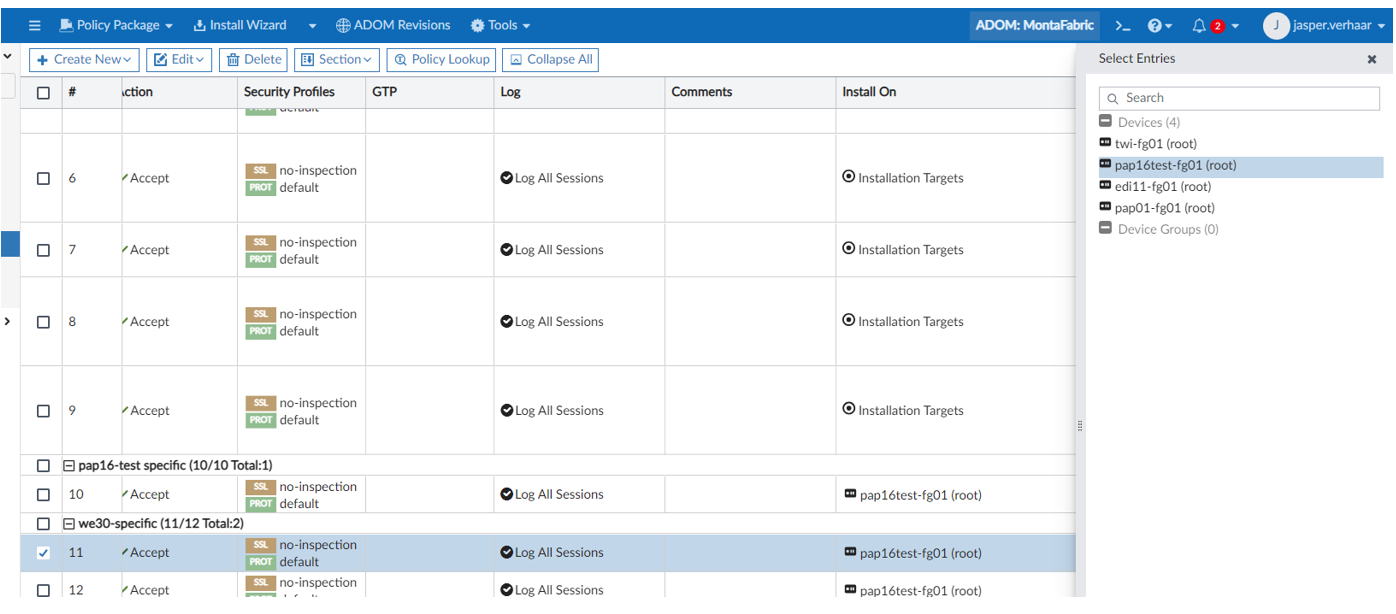 Policy Package Install Wizard ADOM Revisions Tools ADOM: MontaFabric >_ ? 2 J jasper.verhaar
Create New Edit Delete Section Policy Lookup Collapse All
Select Entries
# ction Security Profiles GTP Log Comments Install On
Search
default
Devices (4)
twi-fg01 (root)
pap16test-fg01 (root)
edi11-fg01 (root)
pap01-fg01 (root)
Device Groups (0)
6 Accept SSL no-inspection Log All Sessions Installation Targets
PROT default
7 Accept SSL no-inspection Log All Sessions Installation Targets
PROT default
8 Accept SSL no-inspection Log All Sessions Installation Targets
PROT default
9 Accept SSL no-inspection Log All Sessions Installation Targets
PROT default
pap16-test specific (10/10 Total:1)
10 Accept SSL no-inspection Log All Sessions pap16test-fg01 (root)
PROT default
we30-specific (11/12 Total:2)
11 Accept SSL no-inspection Log All Sessions pap16test-fg01 (root)
PROT default
12 Accept SSL no-inspection Log All Sessions pap16test-fg01 (root)